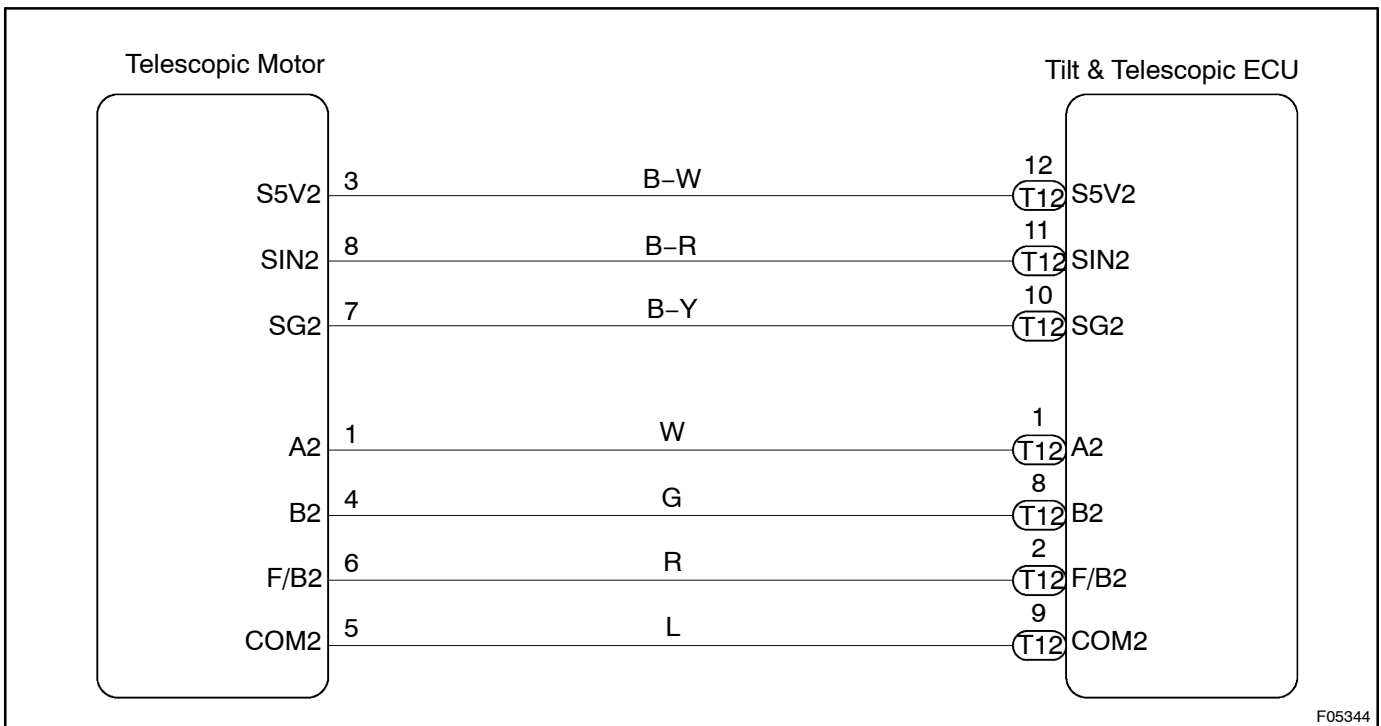 Telescopic Motor
Tilt & Telescopic ECU
S5V2 3 B–W 12 T12 S5V2
SIN2 8 B–R 11 T12 SIN2
SG2 7 B–Y 10 T12 SG2
A2 1 W 1 T12 A2
B2 4 G 8 T12 B2
F/B2 6 R 2 T12 F/B2
COM2 5 L 9 T12 COM2
F05344